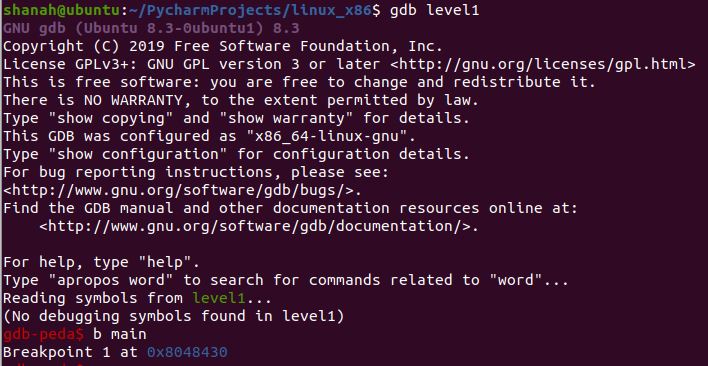 shanah@ubuntu:~/PycharmProjects/linux_x86$ gdb level1
GNU gdb (Ubuntu 8.3-0ubuntu1) 8.3
Copyright (C) 2019 Free Software Foundation, Inc.
License GPLv3+: GNU GPL version 3 or later <http://gnu.org/licenses/gpl.html>
This is free software: you are free to change and redistribute it.
There is NO WARRANTY, to the extent permitted by law.
Type "show copying" and "show warranty" for details.
This GDB was configured as "x86_64-linux-gnu".
Type "show configuration" for configuration details.
For bug reporting instructions, please see:
<http://www.gnu.org/software/gdb/bugs/>.
Find the GDB manual and other documentation resources online at:
    <http://www.gnu.org/software/gdb/documentation/>.

For help, type "help".
Type "apropos word" to search for commands related to "word"...
Reading symbols from level1...
(No debugging symbols found in level1)
gdb-peda$ b main
Breakpoint 1 at 0x8048430